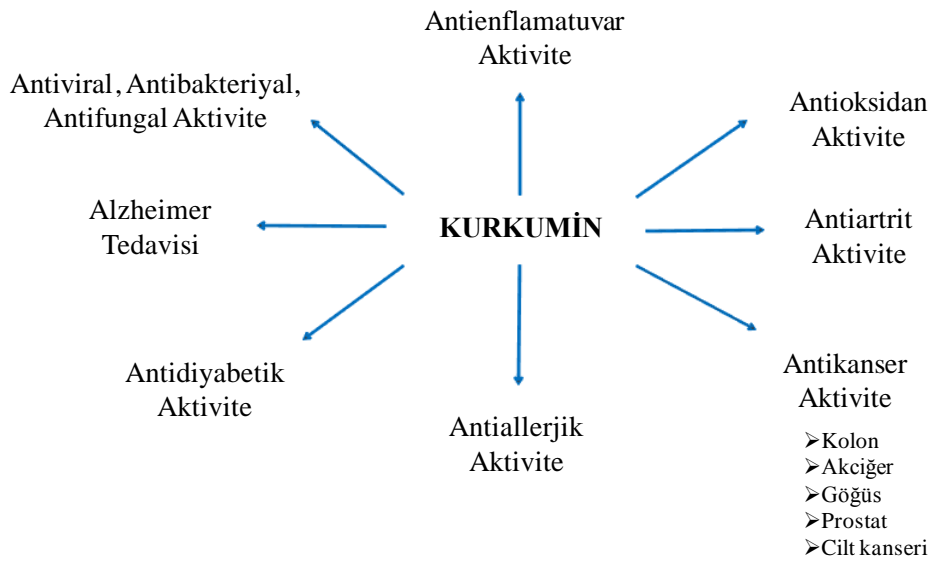 Antienflamatuvar
Aktivite
Antiviral, Antibakteriyal,
Antifungal Aktivite
Antioksidan
Aktivite
Alzheimer
Tedavisi
KURKUMİN
Antiartrit
Aktivite
Antidiyabetik
Aktivite
Antiallerjik
Aktivite
Antikanser
Aktivite
➤Kolon
➤Akciğer
➤Göğüs
➤Prostat
➤Cilt kanseri